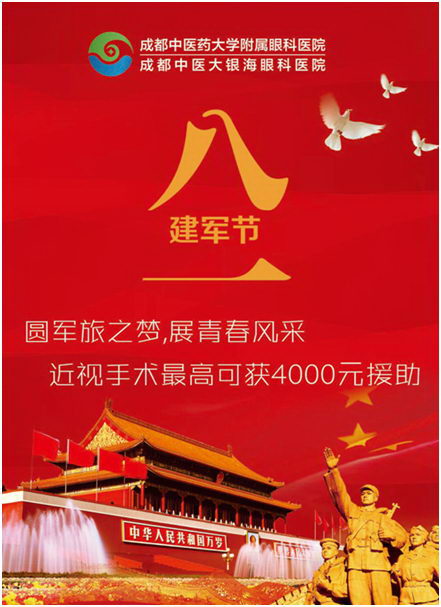 成都中医药大学附属眼科医院
成都中医大银海眼科医院
八
建军节
一
圆军旅之梦,展青春风采
近视手术最高可获4000元援助
中华人民共和国万岁